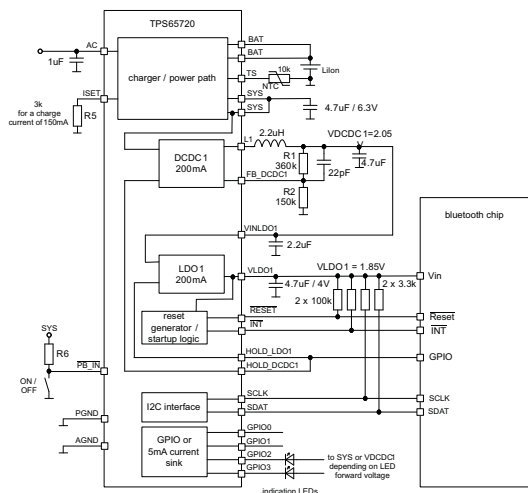 TPS65720
AC
1uF
charger / power path
BAT
BAT
TS
10k
NTC
LiIon
SYS
SYS
4.7uF / 6.3V
ISET
3k
for a charge
current of 150mA
R5
DCDC1
200mA
L1
2.2uH
VDCDC1=2.05
V
R1
360k
22pF
4.7uF
FB_DCDC1
R2
150k
bluetooth chip
VINLDO1
2.2uF
LDO1
200mA
VLDO1
VLDO1 = 1.85V
Vin
4.7uF / 4V
2 x 100k
2 x 3.3k
reset
generator /
startup logic
RESET
Reset
INT
INT
SYS
R6
PB_IN
ON /
OFF
HOLD_LDO1
GPIO
HOLD_DCDC1
I2C interface
SCLK
SCLK
SDAT
SDAT
PGND
AGND
GPIO or
5mA current
sink
GPIO0
GPIO1
GPIO2
GPIO3
to SYS or VDCDC1
depending on LED
forward voltage
indication LEDs